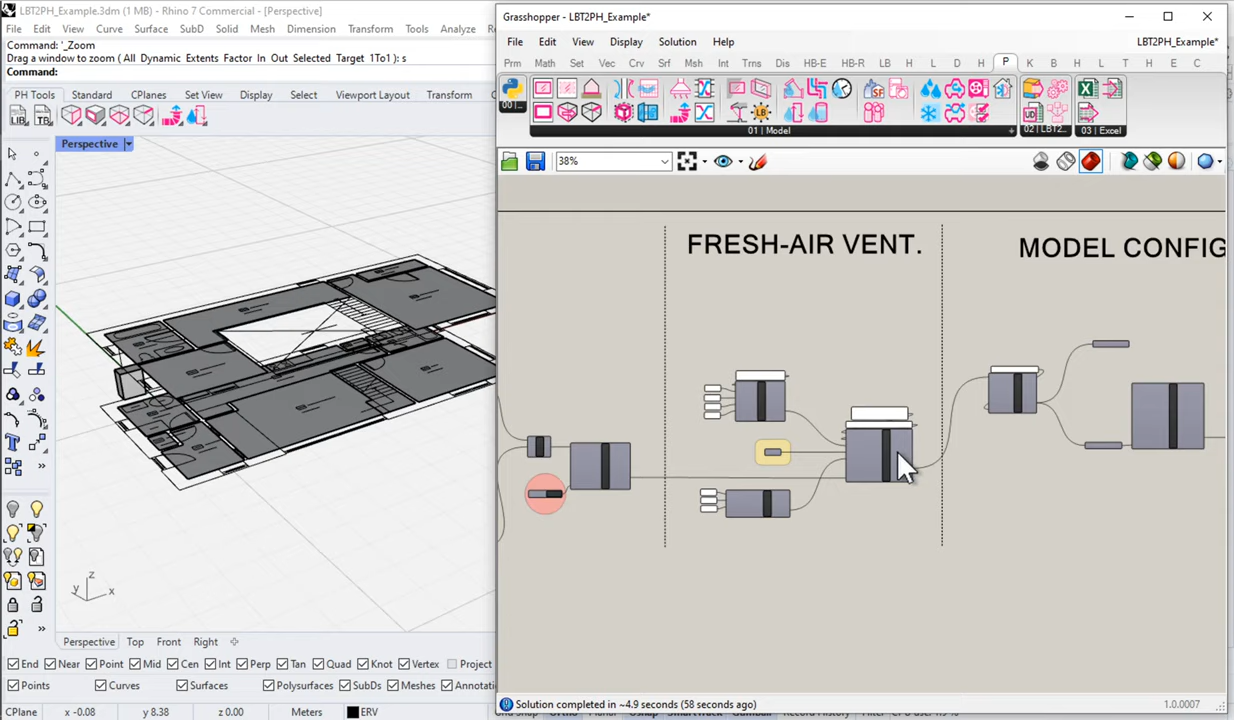 LBT2PH_Example.3dm (1 MB) - Rhino 7 Commercial - [Perspective]
File Edit View Curve Surface SubD Solid Mesh Dimension Transform Tools Analyze
Command: '_Zoom
Drag a window to zoom ( All Dynamic Extents Factor In Out Selected Target 1To1 ): s
Command:
PH Tools Standard CPlanes Set View Display Select Viewport Layout Transform
LIB TB
Perspective
z
y x
Perspective Top Front Right
End Near Point Mid Cen Int Perp Tan Quad Knot Vertex Project
Points Curves Surfaces Polysurfaces SubDs Meshes
CPlane x -0.08 y 8.38 z 0.00 Meters ERV
Grasshopper - LBT2PH_Example*
File Edit View Display Solution Help LBT2PH_Example*
Prm Math Set Vec Crv Srf Msh Int Trns Dis HB-E HB-R LB H L D H P K B H L T H E C
00 |...
01 | Model
02 | LBT2...
03 | Excel
38%
FRESH-AIR VENT.
MODEL CONFIG
Solution completed in ~4.9 seconds (58 seconds ago) 1.0.0007